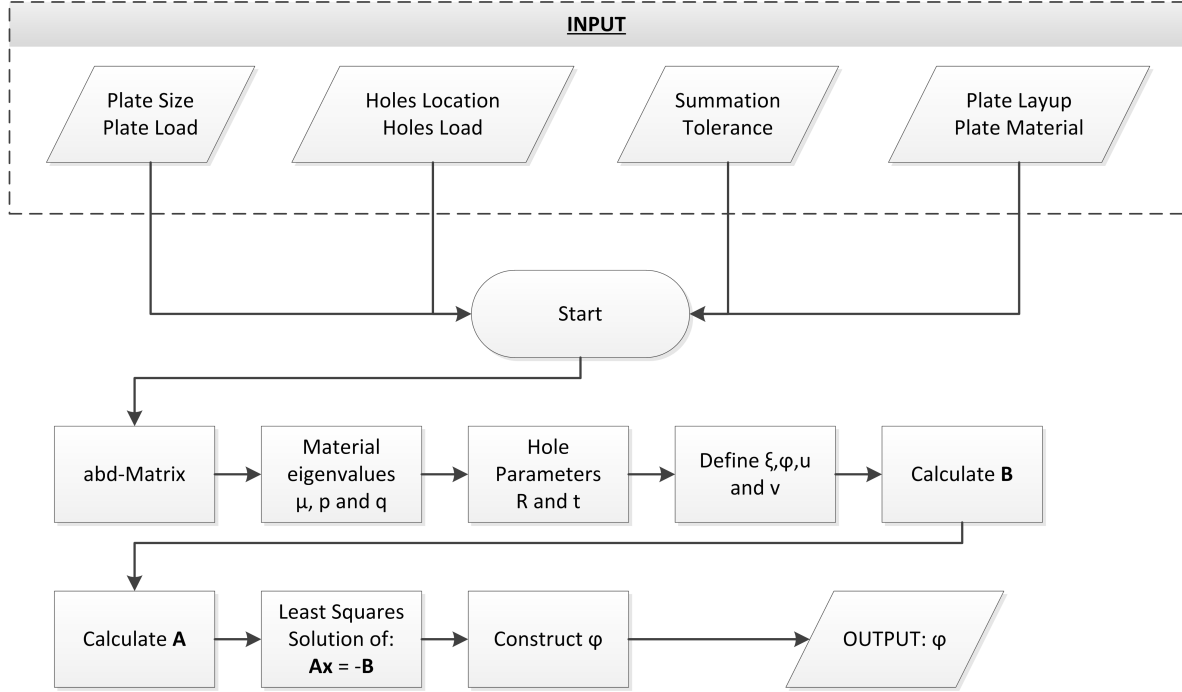 INPUT
Plate Size
Plate Load
Holes Location
Holes Load
Summation
Tolerance
Plate Layup
Plate Material
Start
abd-Matrix
Material
eigenvalues
μ, p and q
Hole
Parameters
R and t
Define ξ,φ,u
and v
Calculate B
Calculate A
Least Squares
Solution of:
Ax = -B
Construct φ
OUTPUT: φ